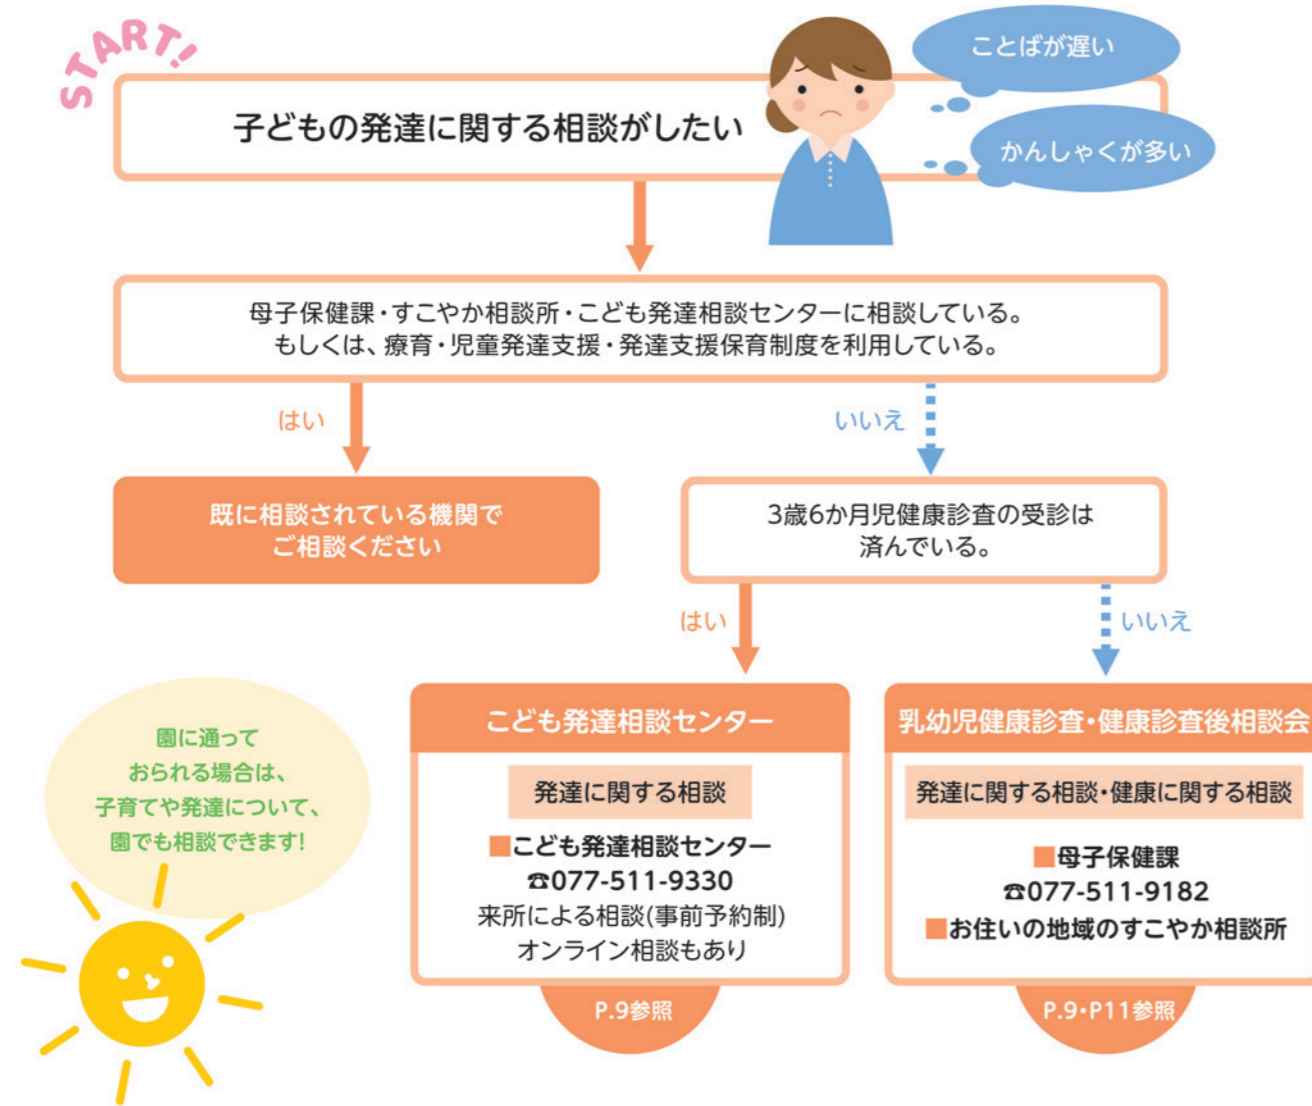 START!
子どもの発達に関する相談がしたい
ことばが遅い
かんしゃくが多い
母子保健課・すこやか相談所・こども発達相談センターに相談している。
もしくは、療育・児童発達支援・発達支援保育制度を利用している。
はい
いいえ
既に相談されている機関で
ご相談ください
3歳6か月児健康診査の受診は
済んでいる。
はい
いいえ
園に通って
おられる場合は、
子育てや発達について、
園でも相談できます!
こども発達相談センター
発達に関する相談
■こども発達相談センター
☎077-511-9330
来所による相談(事前予約制)
オンライン相談もあり
P.9参照
乳幼児健康診査・健康診査後相談会
発達に関する相談・健康に関する相談
■母子保健課
☎077-511-9182
■お住いの地域のすこやか相談所
P.9・P11参照